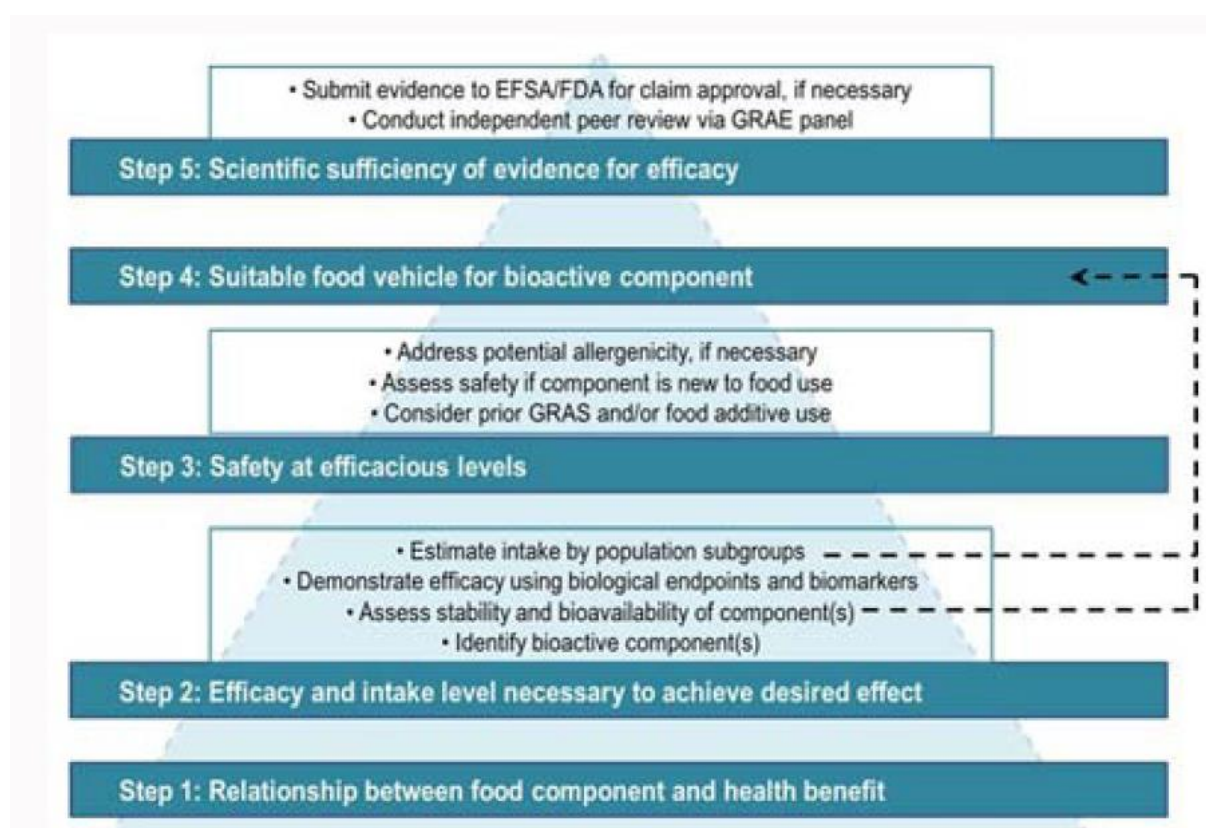 • Submit evidence to EFSA/FDA for claim approval, if necessary
• Conduct independent peer review via GRAE panel
Step 5: Scientific sufficiency of evidence for efficacy
Step 4: Suitable food vehicle for bioactive component
• Address potential allergenicity, if necessary
• Assess safety if component is new to food use
• Consider prior GRAS and/or food additive use
Step 3: Safety at efficacious levels
• Estimate intake by population subgroups
• Demonstrate efficacy using biological endpoints and biomarkers
• Assess stability and bioavailability of component(s)
• Identify bioactive component(s)
Step 2: Efficacy and intake level necessary to achieve desired effect
Step 1: Relationship between food component and health benefit